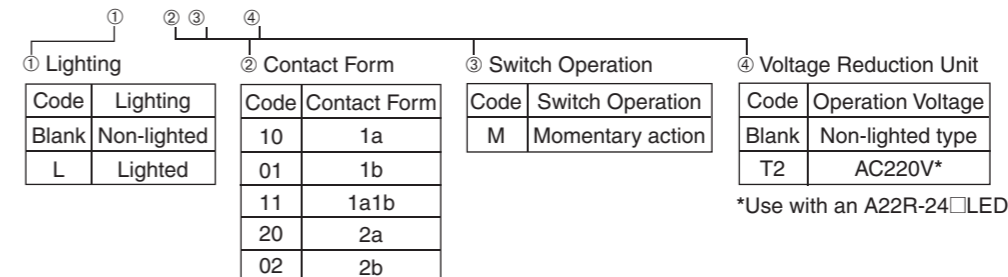 ① ② ③ ④
① Lighting
Code Lighting
Blank Non-lighted
L Lighted
② Contact Form
Code Contact Form
10 1a
01 1b
11 1a1b
20 2a
02 2b
③ Switch Operation
Code Switch Operation
M Momentary action
④ Voltage Reduction Unit
Code Operation Voltage
Blank Non-lighted type
T2 AC220V*
*Use with an A22R-24□LED